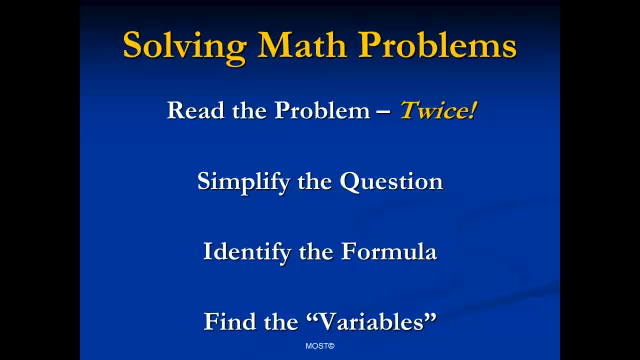 Solving Math Problems
Read the Problem – Twice!
Simplify the Question
Identify the Formula
Find the “Variables”
MOST©